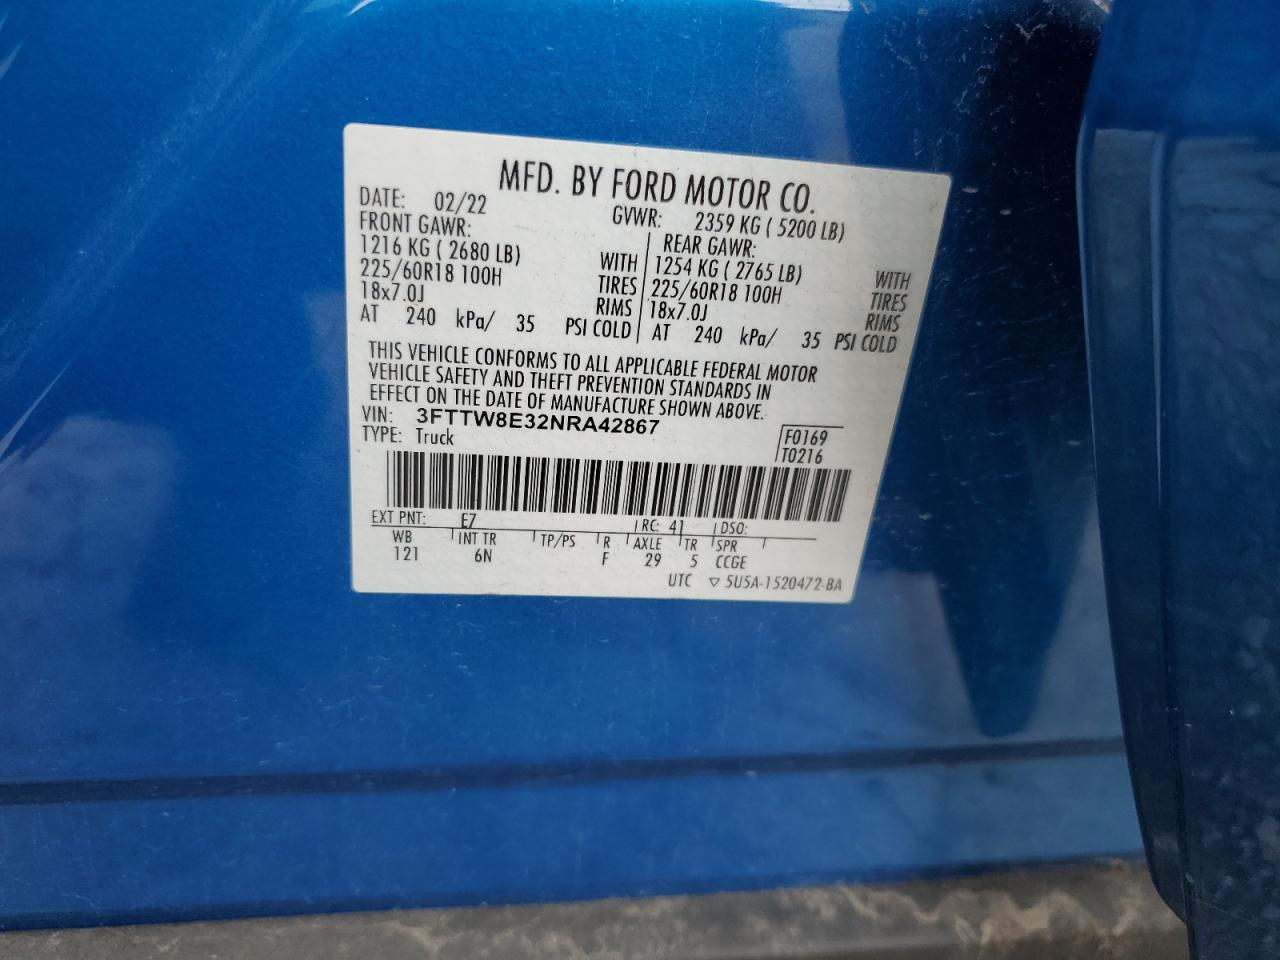 MFD. BY FORD MOTOR CO.
DATE: 02/22 GVWR: 2359 KG ( 5200 LB)
FRONT GAWR: REAR GAWR:
1216 KG ( 2680 LB) WITH 1254 KG ( 2765 LB) WITH
225/60R18 100H TIRES 225/60R18 100H TIRES
18x7.0J RIMS 18x7.0J RIMS
AT 240 kPa/ 35 PSI COLD AT 240 kPa/ 35 PSI COLD
THIS VEHICLE CONFORMS TO ALL APPLICABLE FEDERAL MOTOR
VEHICLE SAFETY AND THEFT PREVENTION STANDARDS IN
EFFECT ON THE DATE OF MANUFACTURE SHOWN ABOVE.
VIN: 3FTTW8E32NRA42867
TYPE: Truck F0169
T0216
EXT PNT: E7 RC: 41 DSO:
WB INT TR TP/PS R AXLE TR SPR
121 6N F 29 5 CCGE
UTC ▽ 5U5A-1520472-BA